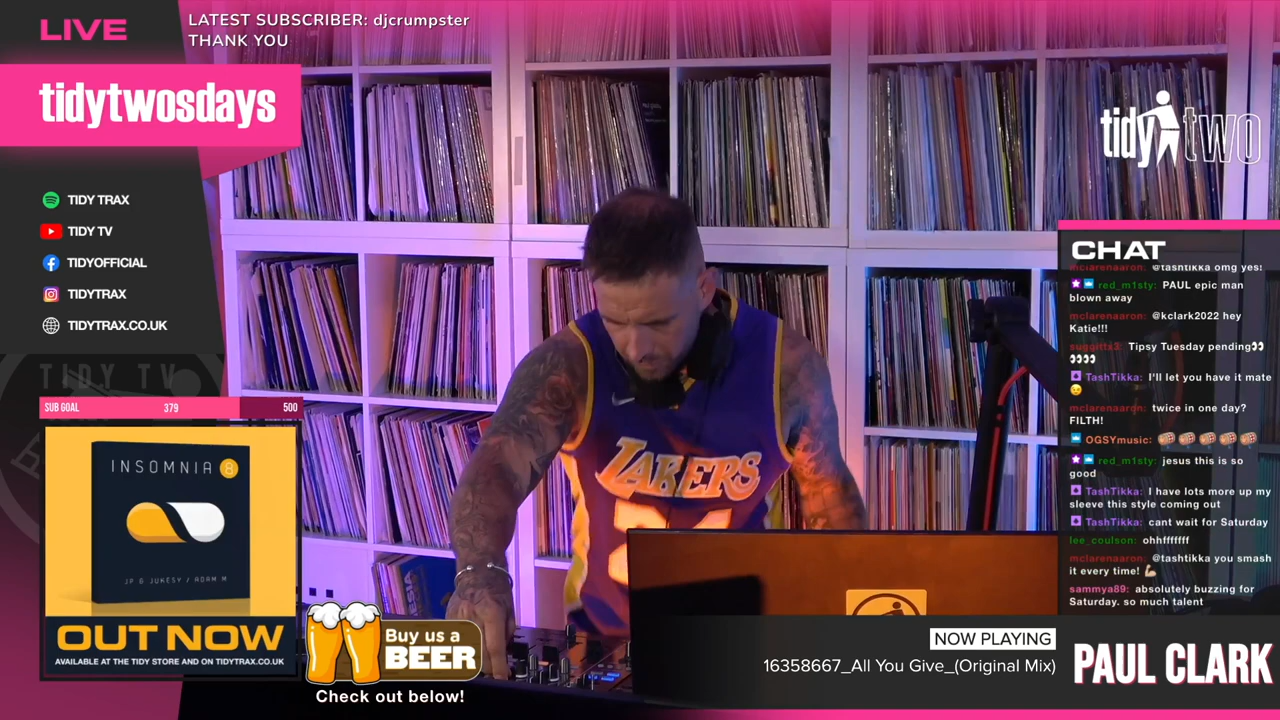 LIVE
LATEST SUBSCRIBER: djcrumpster
THANK YOU
tidytwosdays
tidy two
TIDY TRAX
TIDY TV
TIDYOFFICIAL
TIDYTRAX
TIDYTRAX.CO.UK
TIDY TV
SUB GOAL 379 500
INSOMNIA 8
JP & JUKESY / ADAM M
OUT NOW
AVAILABLE AT THE TIDY STORE AND ON TIDYTRAX.CO.UK
Buy us a
BEER
Check out below!
LAKERS
CHAT
mclarenaaron: @tashtikka omg yes!
red_m1sty: PAUL epic man
blown away
mclarenaaron: @kclark2022 hey
Katie!!!
suggitts3: Tipsy Tuesday pending👀
👀👀
TashTikka: I'll let you have it mate
😉
mclarenaaron: twice in one day?
FILTH!
OGSYmusic:
red_m1sty: jesus this is so
good
TashTikka: I have lots more up my
sleeve this style coming out
TashTikka: cant wait for Saturday
lee_coulson: ohhfffffff
mclarenaaron: @tashtikka you smash
it every time! 💪🏼
sammya89: absolutely buzzing for
Saturday. so much talent
NOW PLAYING
16358667_All You Give_(Original Mix)
PAUL CLARK